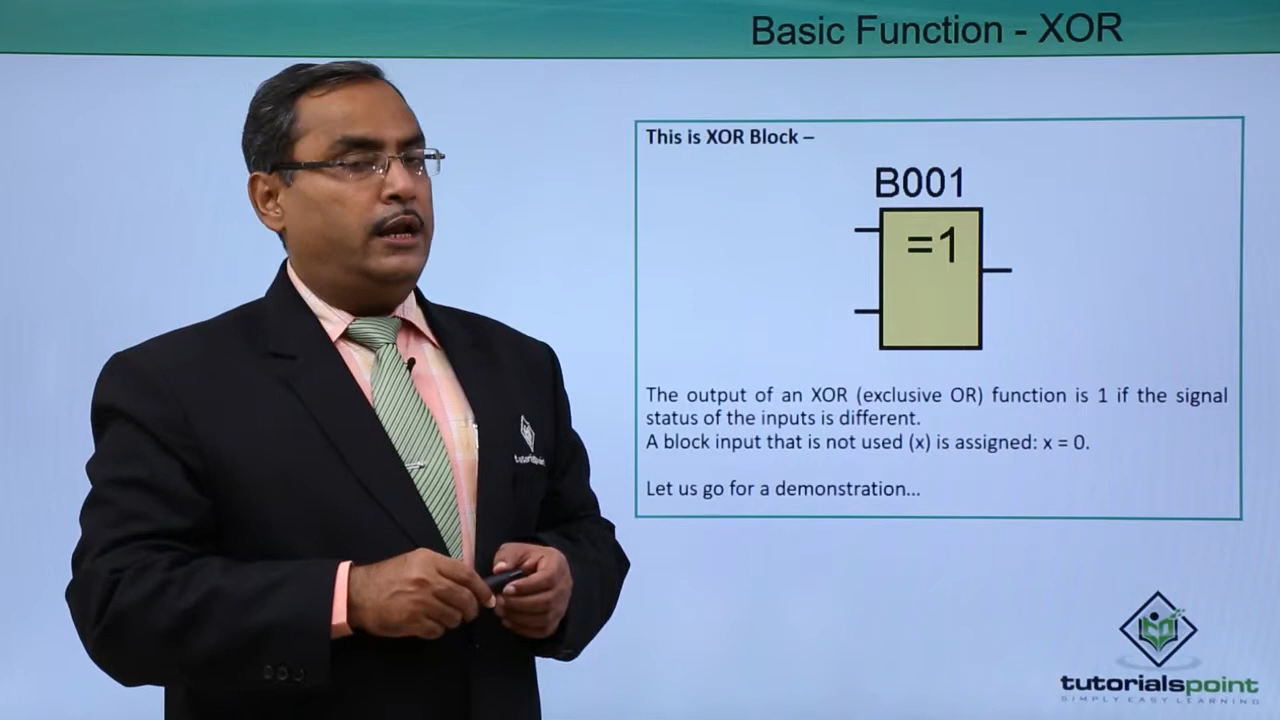 Basic Function - XOR
This is XOR Block –
B001
=1
The output of an XOR (exclusive OR) function is 1 if the signal
status of the inputs is different.
A block input that is not used (x) is assigned: x = 0.
Let us go for a demonstration...
tutorialspoint
tutorialspoint
SIMPLY EASY LEARNING